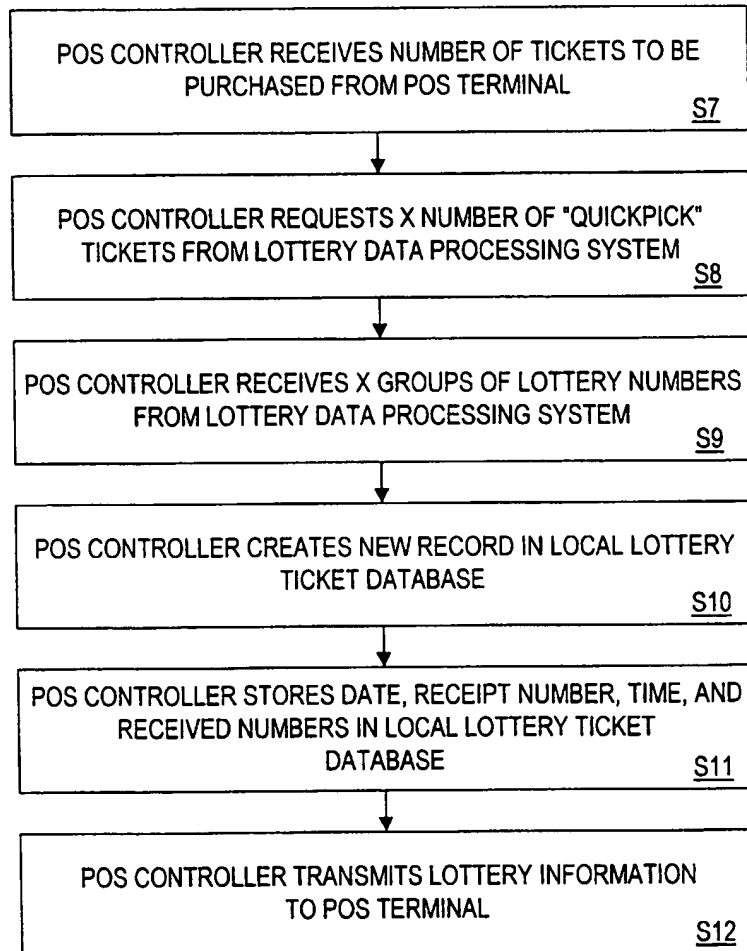 POS CONTROLLER RECEIVES NUMBER OF TICKETS TO BE
PURCHASED FROM POS TERMINAL
S7
POS CONTROLLER REQUESTS X NUMBER OF "QUICKPICK"
TICKETS FROM LOTTERY DATA PROCESSING SYSTEM
S8
POS CONTROLLER RECEIVES X GROUPS OF LOTTERY NUMBERS
FROM LOTTERY DATA PROCESSING SYSTEM
S9
POS CONTROLLER CREATES NEW RECORD IN LOCAL LOTTERY
TICKET DATABASE
S10
POS CONTROLLER STORES DATE, RECEIPT NUMBER, TIME, AND
RECEIVED NUMBERS IN LOCAL LOTTERY TICKET
DATABASE
S11
POS CONTROLLER TRANSMITS LOTTERY INFORMATION
TO POS TERMINAL
S12